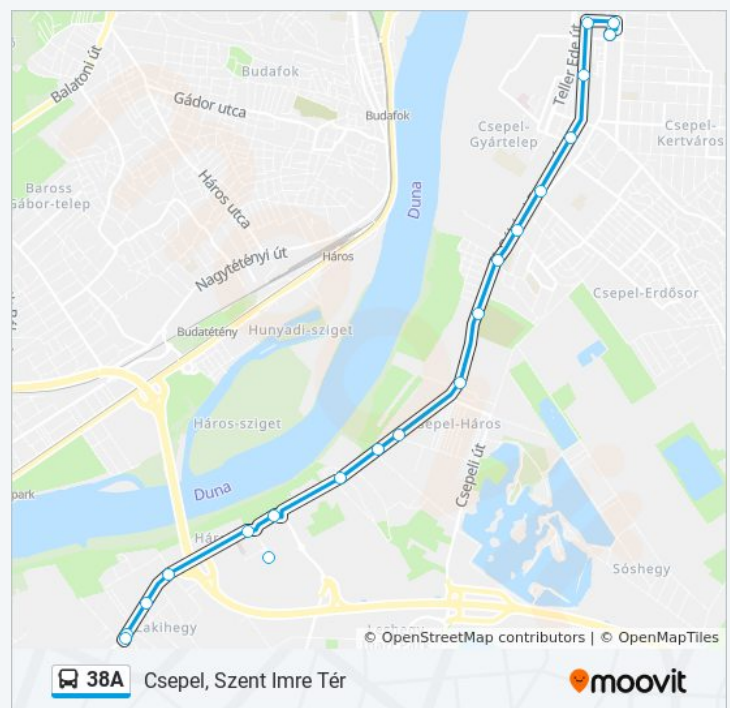 Balatoni út
Budafok
Gádor utca
Budafok
Teller Ede út
Csepel-
Gyártelep
Csepel-
Kertváros
Baross
Gábor-telep
Háros utca
Duna
Nagytétényi út
Háros
Csepel-Erdősor
Budatétény
Hunyadi-sziget
Háros-sziget
Csepel-Háros
Csepeli út
park
Duna
Sóshegy
Lakihegy
© OpenStreetMap contributors | © OpenMapTiles
38A Csepel, Szent Imre Tér
moovit